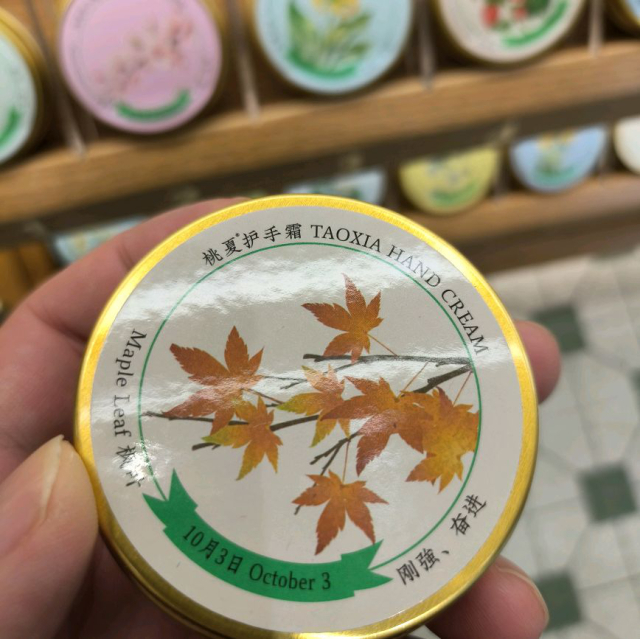 桃夏®护手霜 TAOXIA HAND CREAM
Maple Leaf 枫叶
10月3日 October 3
刚強、奋进